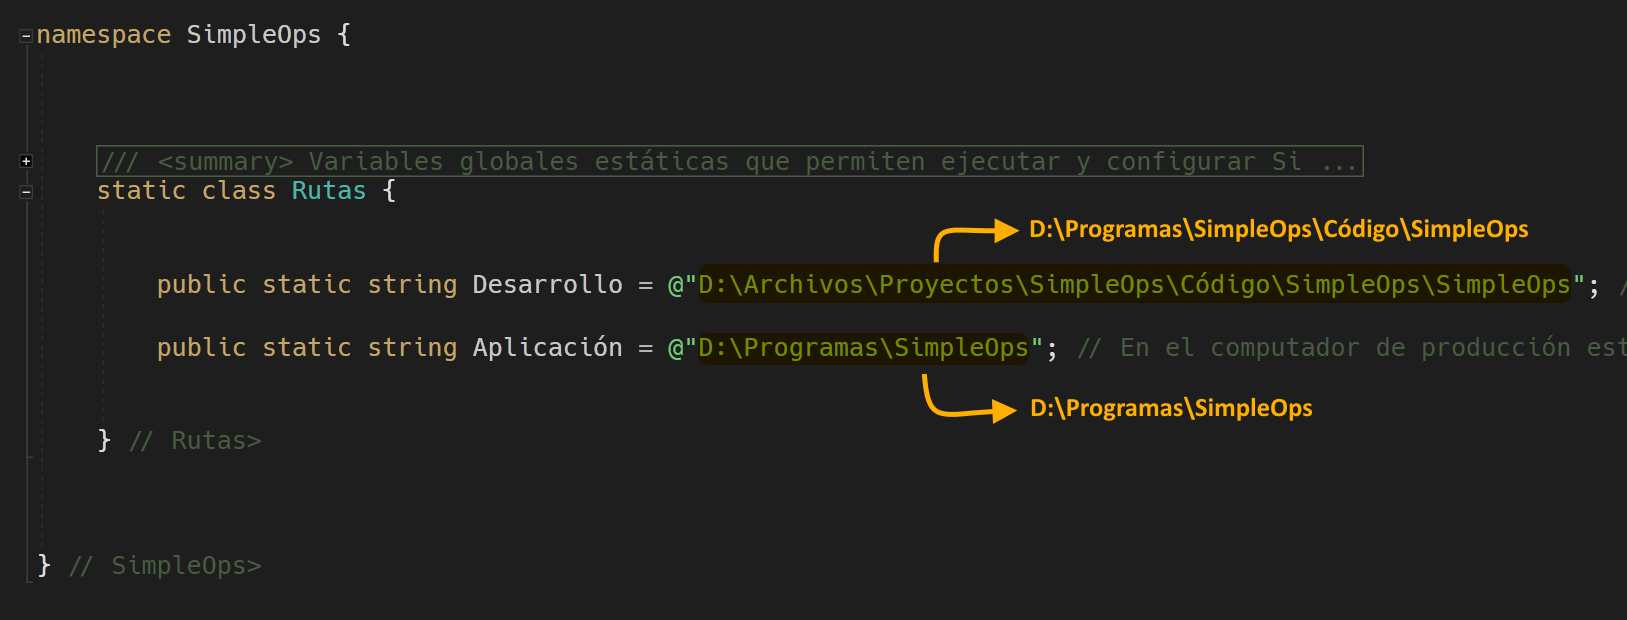 namespace SimpleOps {
/// <summary> Variables globales estáticas que permiten ejecutar y configurar Si ...
static class Rutas {
D:\Programas\SimpleOps\Código\SimpleOps
public static string Desarrollo = @"D:\Archivos\Proyectos\SimpleOps\Código\SimpleOps\SimpleOps"; /
public static string Aplicación = @"D:\Programas\SimpleOps"; // En el computador de producción est
D:\Programas\SimpleOps
} // Rutas>
} // SimpleOps>